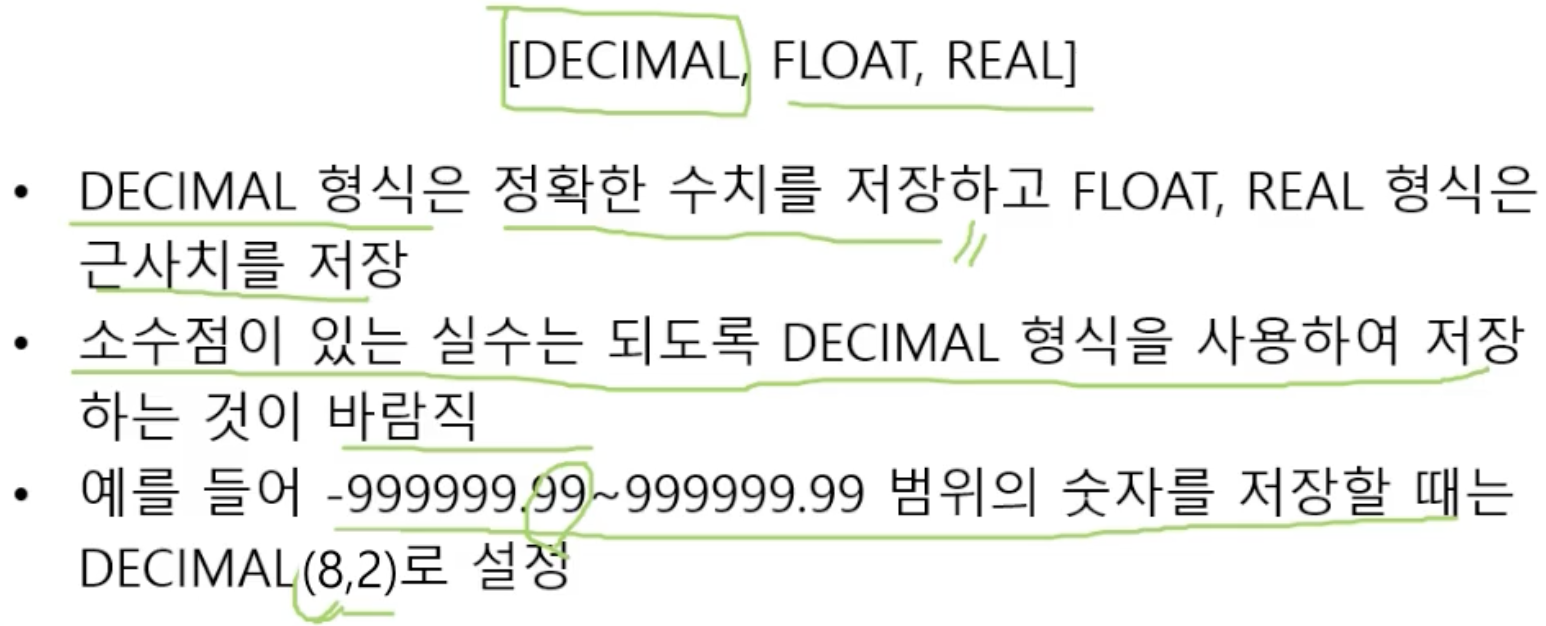 [DECIMAL, FLOAT, REAL]
• DECIMAL 형식은 정확한 수치를 저장하고 FLOAT, REAL 형식은
근사치를 저장
• 소수점이 있는 실수는 되도록 DECIMAL 형식을 사용하여 저장
하는 것이 바람직
• 예를 들어 -999999.99~999999.99 범위의 숫자를 저장할 때는
DECIMAL(8,2)로 설정